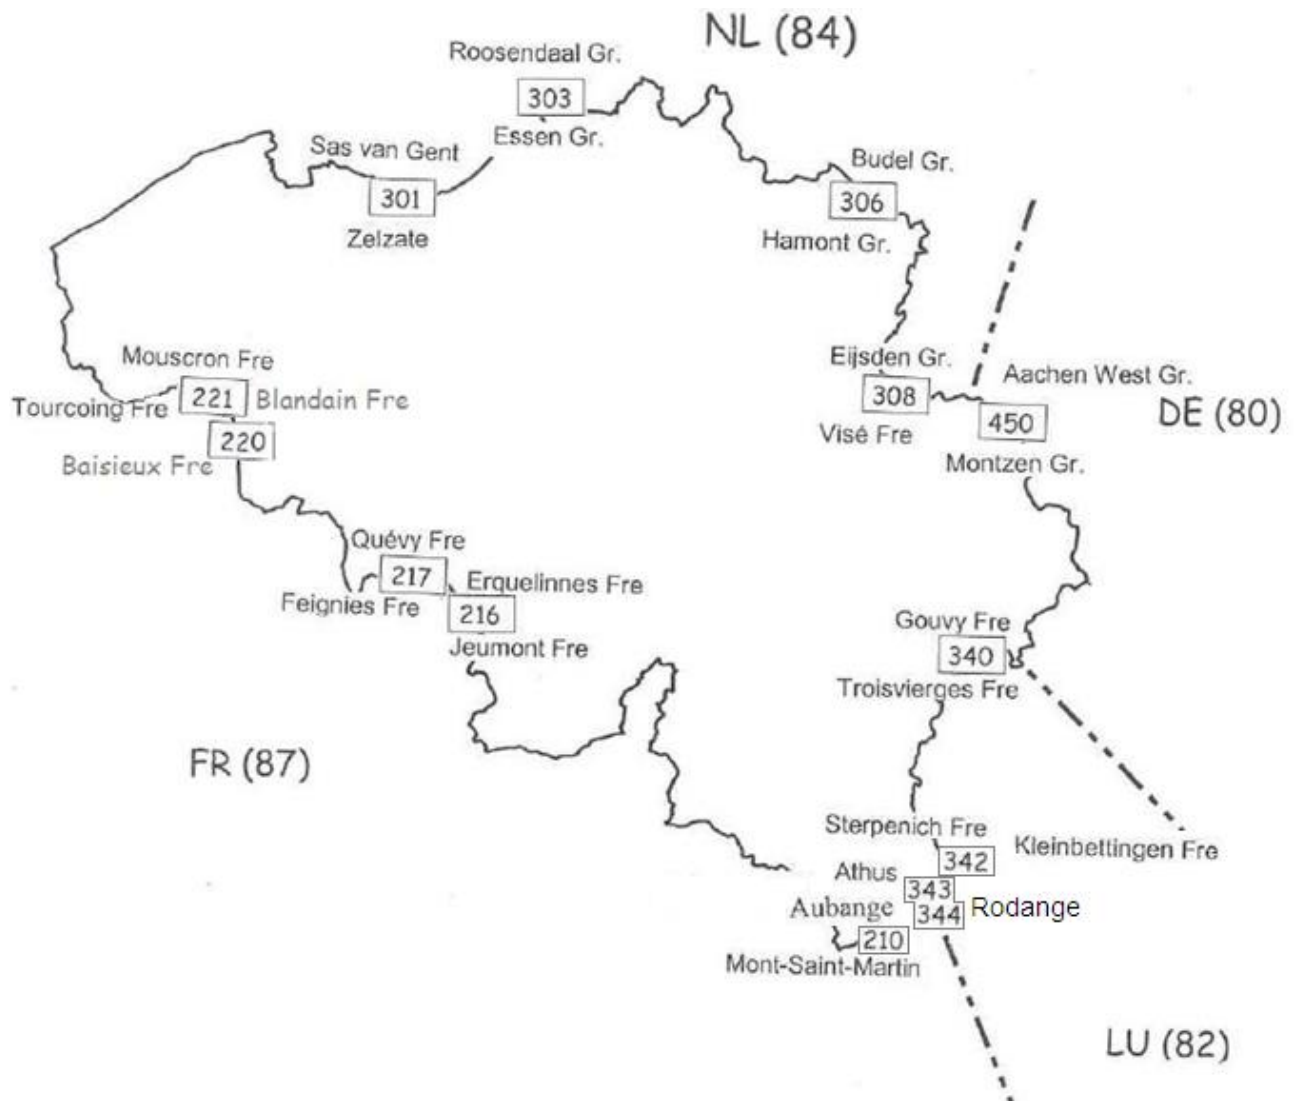 NL (84)
Roosendaal Gr.
303
Essen Gr.
Sas van Gent
301
Zelzate
Budel Gr.
306
Hamont Gr.
Eijsden Gr.
308
Visé Fre
Aachen West Gr.
450
Montzen Gr.
DE (80)
Mouscron Fre
221
Blandain Fre
Tourcoing Fre
220
Baisieux Fre
Quévy Fre
217
Feignies Fre
Erquelinnes Fre
216
Jeumont Fre
Gouvy Fre
340
Troisvierges Fre
FR (87)
Sterpenich Fre
342
Kleinbettingen Fre
Athus
343
Aubange
344
Rodange
210
Mont-Saint-Martin
LU (82)